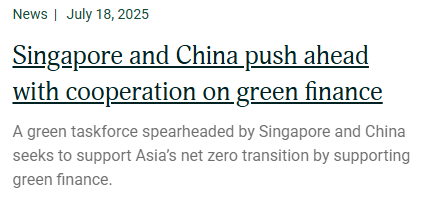 News | July 18, 2025
Singapore and China push ahead
with cooperation on green finance
A green taskforce spearheaded by Singapore and China
seeks to support Asia’s net zero transition by supporting
green finance.